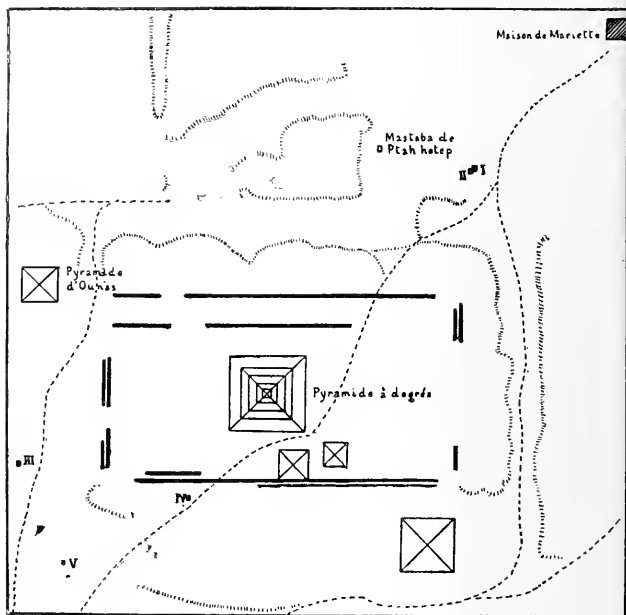 Maison de Mariette
Mastaba de
Ptah hotep
II I
Pyramide
d'Ounas
Pyramide à degrés
III
IV
V